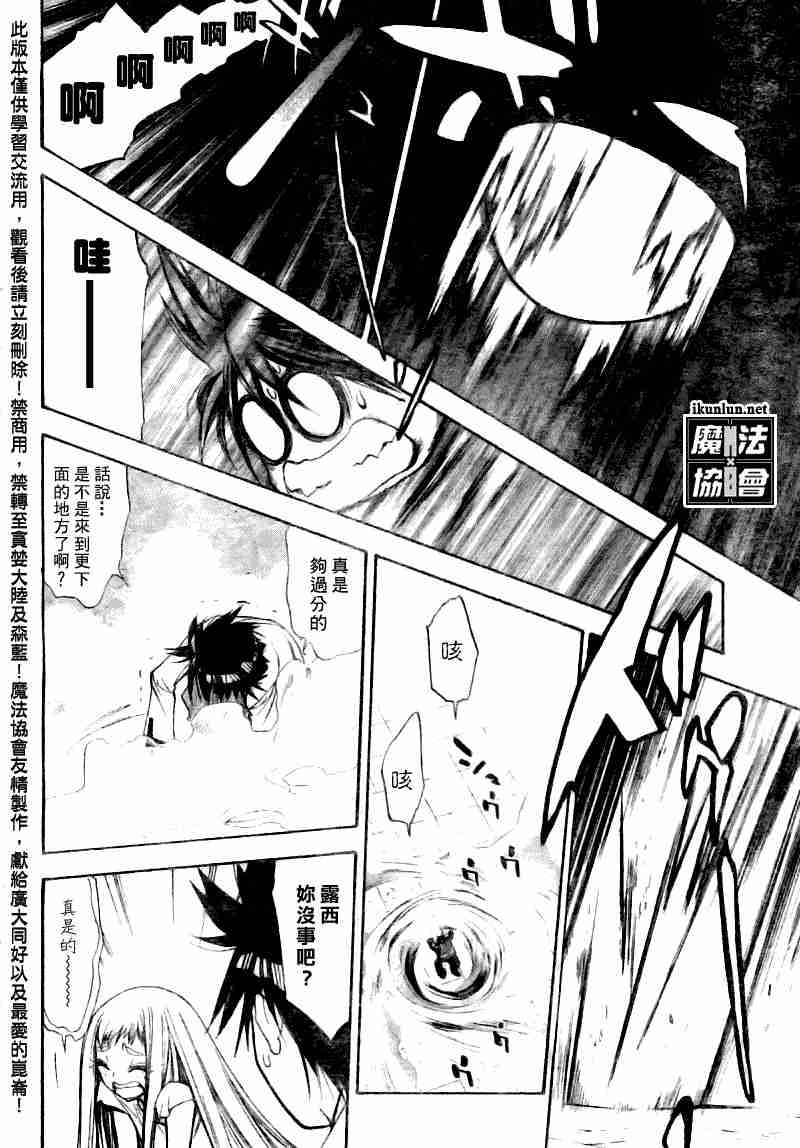 啊
啊
啊
啊
啊
哇——
ikunlun.net
魔法
協會
咳
咳
真是
夠過分的
話說…
是不是來到更下
面的地方了啊？
露西
妳沒事吧？
真是的～～～
此版本僅供學習交流用，觀看後請立刻刪除！禁商用，禁轉至貪婪大陸及森藍！魔法協會友情製作，獻給廣大同好以及最愛的崑崙！